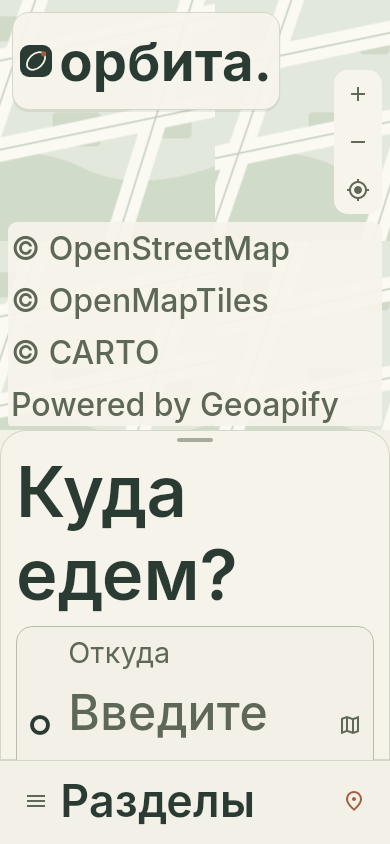 орбита.
© OpenStreetMap
© OpenMapTiles
© CARTO
Powered by Geoapify
Куда
едем?
Откуда
Введите
Разделы